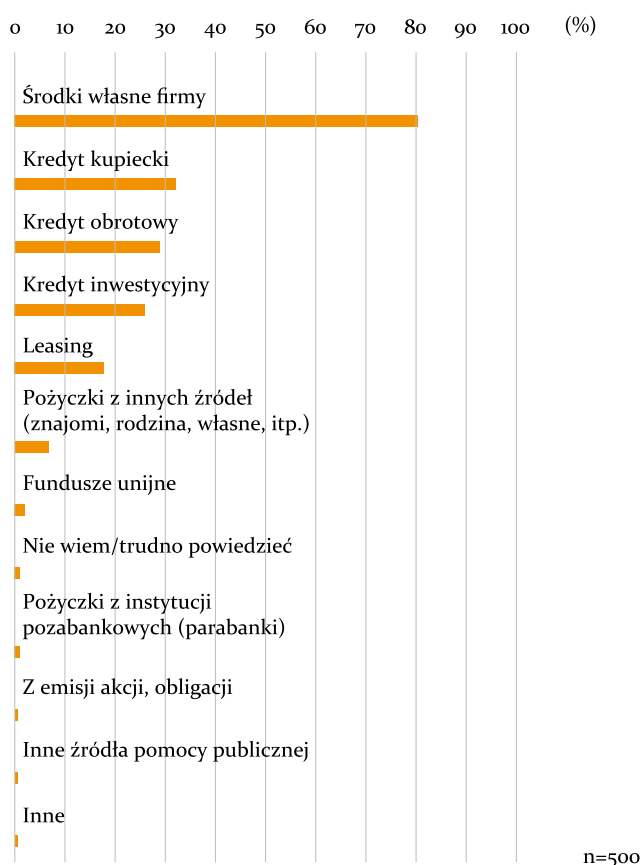 0 10 20 30 40 50 60 70 80 90 100 (%)
Środki własne firmy
Kredyt kupiecki
Kredyt obrotowy
Kredyt inwestycyjny
Leasing
Pożyczki z innych źródeł
(znajomi, rodzina, własne, itp.)
Fundusze unijne
Nie wiem/trudno powiedzieć
Pożyczki z instytucji
pozabankowych (parabanki)
Z emisji akcji, obligacji
Inne źródła pomocy publicznej
Inne
n=500